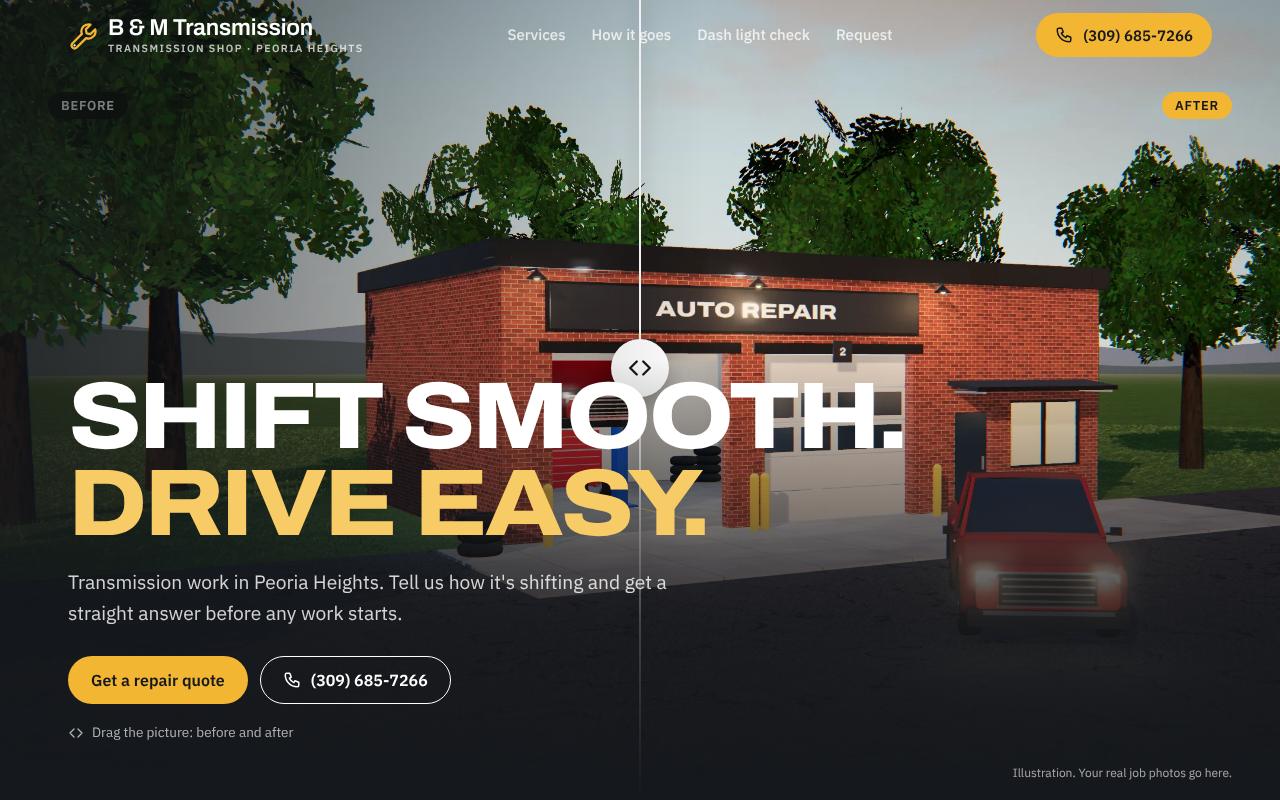 B & M Transmission
TRANSMISSION SHOP · PEORIA HEIGHTS
Services
How it goes
Dash light check
Request
(309) 685-7266
BEFORE
AFTER
AUTO REPAIR
2
SHIFT SMOOTH.
DRIVE EASY.
Transmission work in Peoria Heights. Tell us how it's shifting and get a
straight answer before any work starts.
Get a repair quote
(309) 685-7266
Drag the picture: before and after
Illustration. Your real job photos go here.